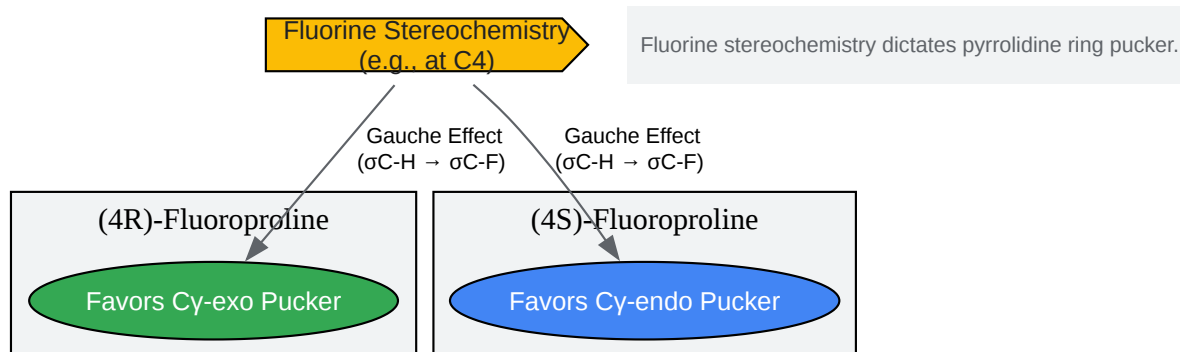 Fluorine Stereochemistry
(e.g., at C4)
Fluorine stereochemistry dictates pyrrolidine ring pucker.
Gauche Effect
(σC-H → σC-F)
Gauche Effect
(σC-H → σC-F)
(4R)-Fluoroproline
Favors Cγ-exo Pucker
(4S)-Fluoroproline
Favors Cγ-endo Pucker